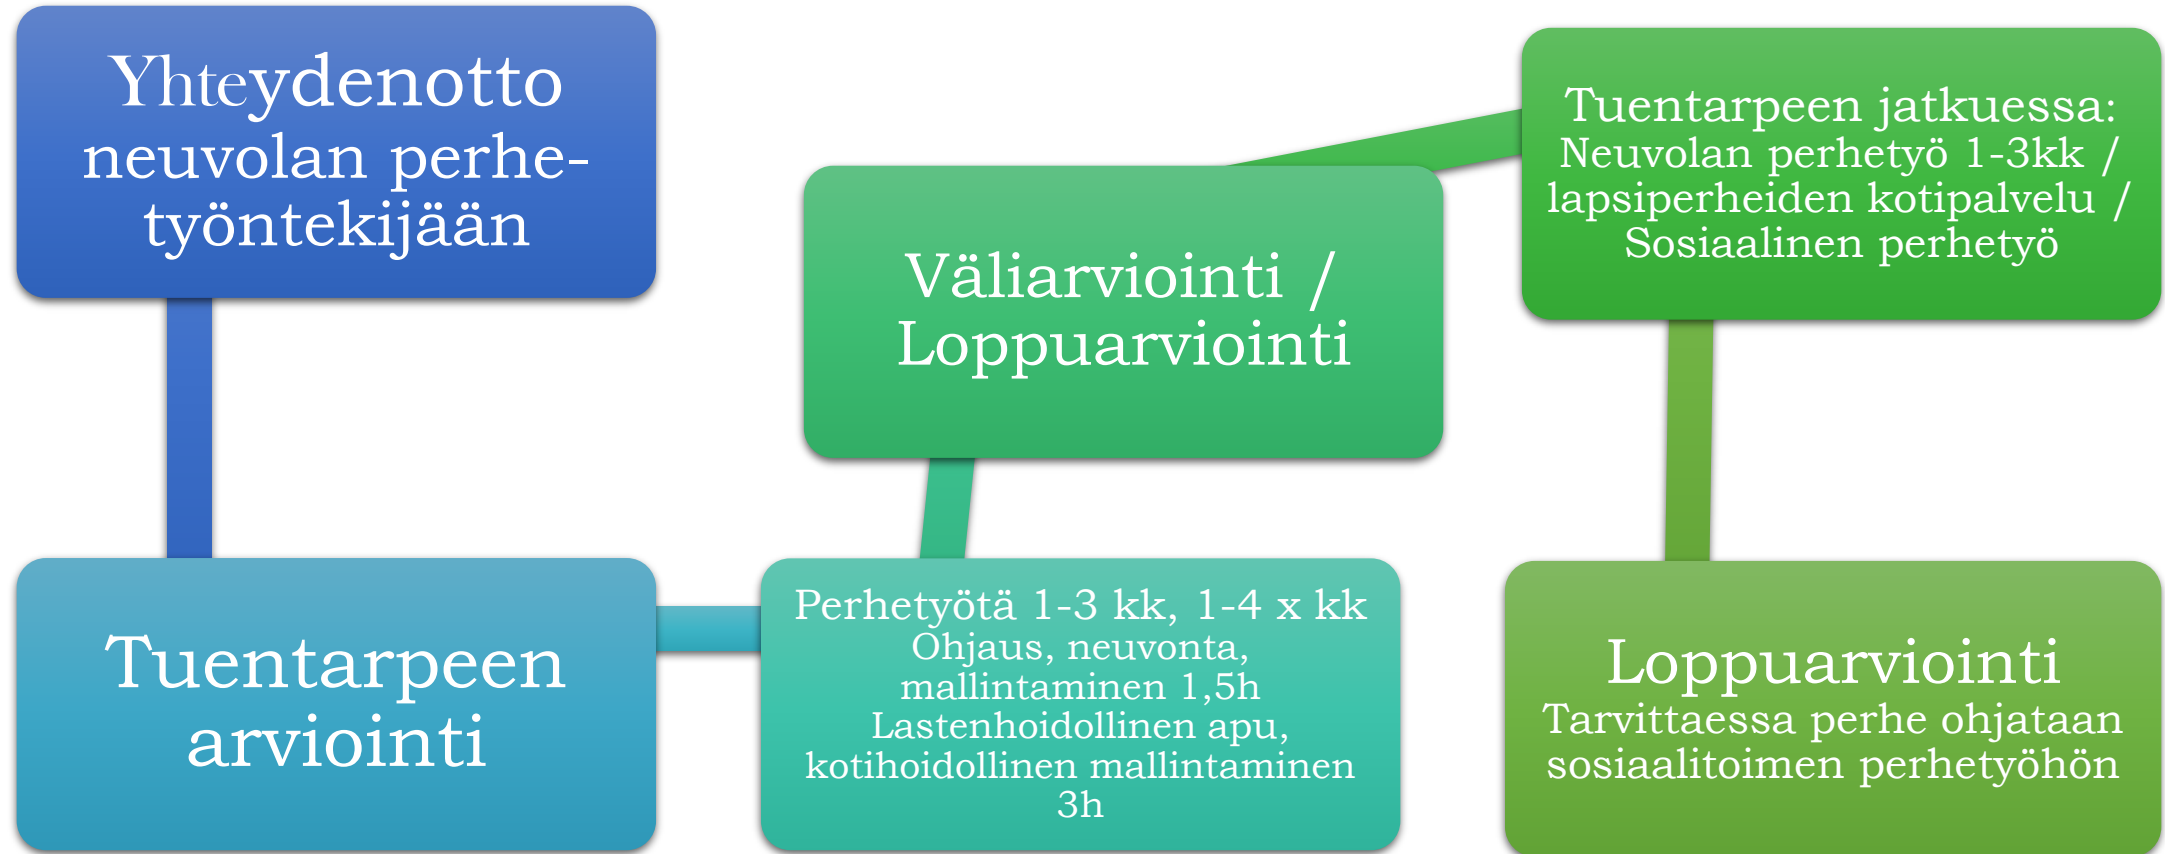 Yhteydenotto
neuvolan perhe-
työntekijään
Tuentarpeen
arviointi
Perhetyötä 1-3 kk, 1-4 x kk
Ohjaus, neuvonta,
mallintaminen 1,5h
Lastenhoidollinen apu,
kotihoidollinen mallintaminen
3h
Väliarviointi /
Loppuarviointi
Tuentarpeen jatkuessa:
Neuvolan perhetyö 1-3kk /
lapsiperheiden kotipalvelu /
Sosiaalinen perhetyö
Loppuarviointi
Tarvittaessa perhe ohjataan
sosiaalitoimen perhetyöhön